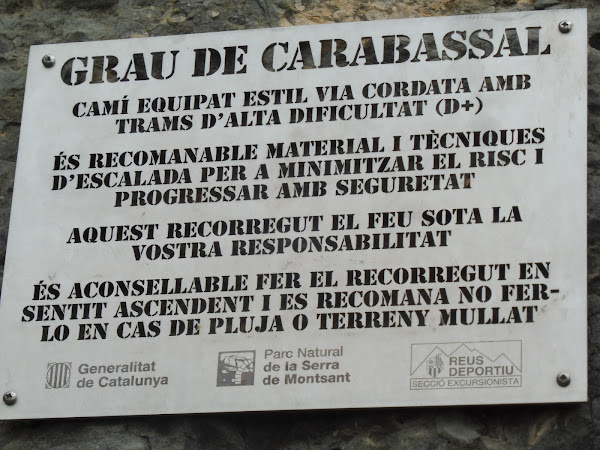 GRAU DE CARABASSAL
CAMÍ EQUIPAT ESTIL VIA CORDATA AMB
TRAMS D'ALTA DIFICULTAT (D+)
ÉS RECOMANABLE MATERIAL I TÈCNIQUES
D'ESCALADA PER A MINIMITZAR EL RISC I
PROGRESSAR AMB SEGURETAT
AQUEST RECORREGUT EL FEU SOTA LA
VOSTRA RESPONSABILITAT
ÉS ACONSELLABLE FER EL RECORREGUT EN
SENTIT ASCENDENT I ES RECOMANA NO FER-
LO EN CAS DE PLUJA O TERRENY MULLAT
Generalitat
de Catalunya
Parc Natural
de la Serra
de Montsant
REUS
DEPORTIU
SECCIÓ EXCURSIONISTA